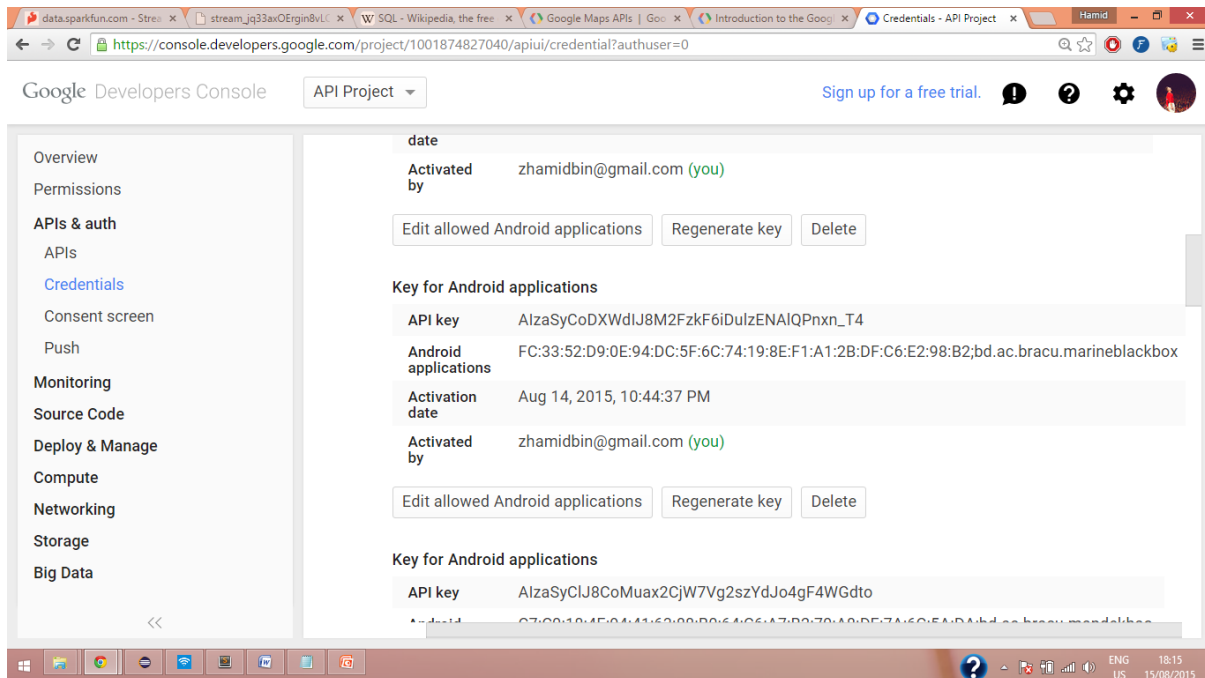 data.sparkfun.com - Strea
stream_jq33axOErgin8vLC
SQL - Wikipedia, the free
Google Maps APIs | Goo
Introduction to the Googl
Credentials - API Project
Hamid
https://console.developers.google.com/project/1001874827040/apiui/credential?authuser=0
Google Developers Console
API Project
Sign up for a free trial.
Overview
Permissions
APIs & auth
APIs
Credentials
Consent screen
Push
Monitoring
Source Code
Deploy & Manage
Compute
Networking
Storage
Big Data
date
Activated by zhamidbin@gmail.com (you)
Edit allowed Android applications Regenerate key Delete
Key for Android applications
API key AIzaSyCoDXWdIJ8M2FzkF6iDulzENAlQPnxn_T4
Android applications FC:33:52:D9:0E:94:DC:5F:6C:74:19:8E:F1:A1:2B:DF:C6:E2:98:B2;bd.ac.bracu.marineblackbox
Activation date Aug 14, 2015, 10:44:37 PM
Activated by zhamidbin@gmail.com (you)
Edit allowed Android applications Regenerate key Delete
Key for Android applications
API key AIzaSyClJ8CoMuax2CjW7Vg2szYdJo4gF4WGdto
ENG
US
18:15
15/08/2015